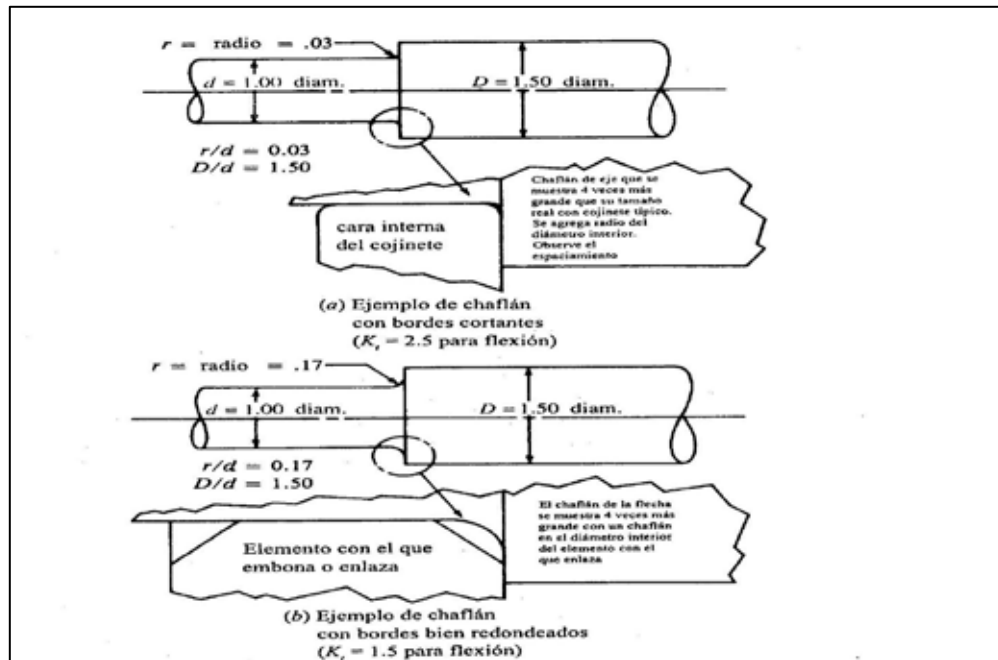 r = radio = .03
d = 1.00 diam.
D = 1.50 diam.
r/d = 0.03
D/d = 1.50
Chaflán de eje que se
muestra 4 veces más
grande que su tamaño
real con cojinete típico.
Se agrega radio del
diámetro interior.
Observe el
espaciamiento
cara interna
del cojinete
(a) Ejemplo de chaflán
con bordes cortantes
(Kt = 2.5 para flexión)
r = radio = .17
d = 1.00 diam.
D = 1.50 diam.
r/d = 0.17
D/d = 1.50
El chaflán de la flecha
se muestra 4 veces más
grande con un chaflán
en el diámetro interior
del elemento con el
que enlaza
Elemento con el que
embona o enlaza
(b) Ejemplo de chaflán
con bordes bien redondeados
(Kt = 1.5 para flexión)